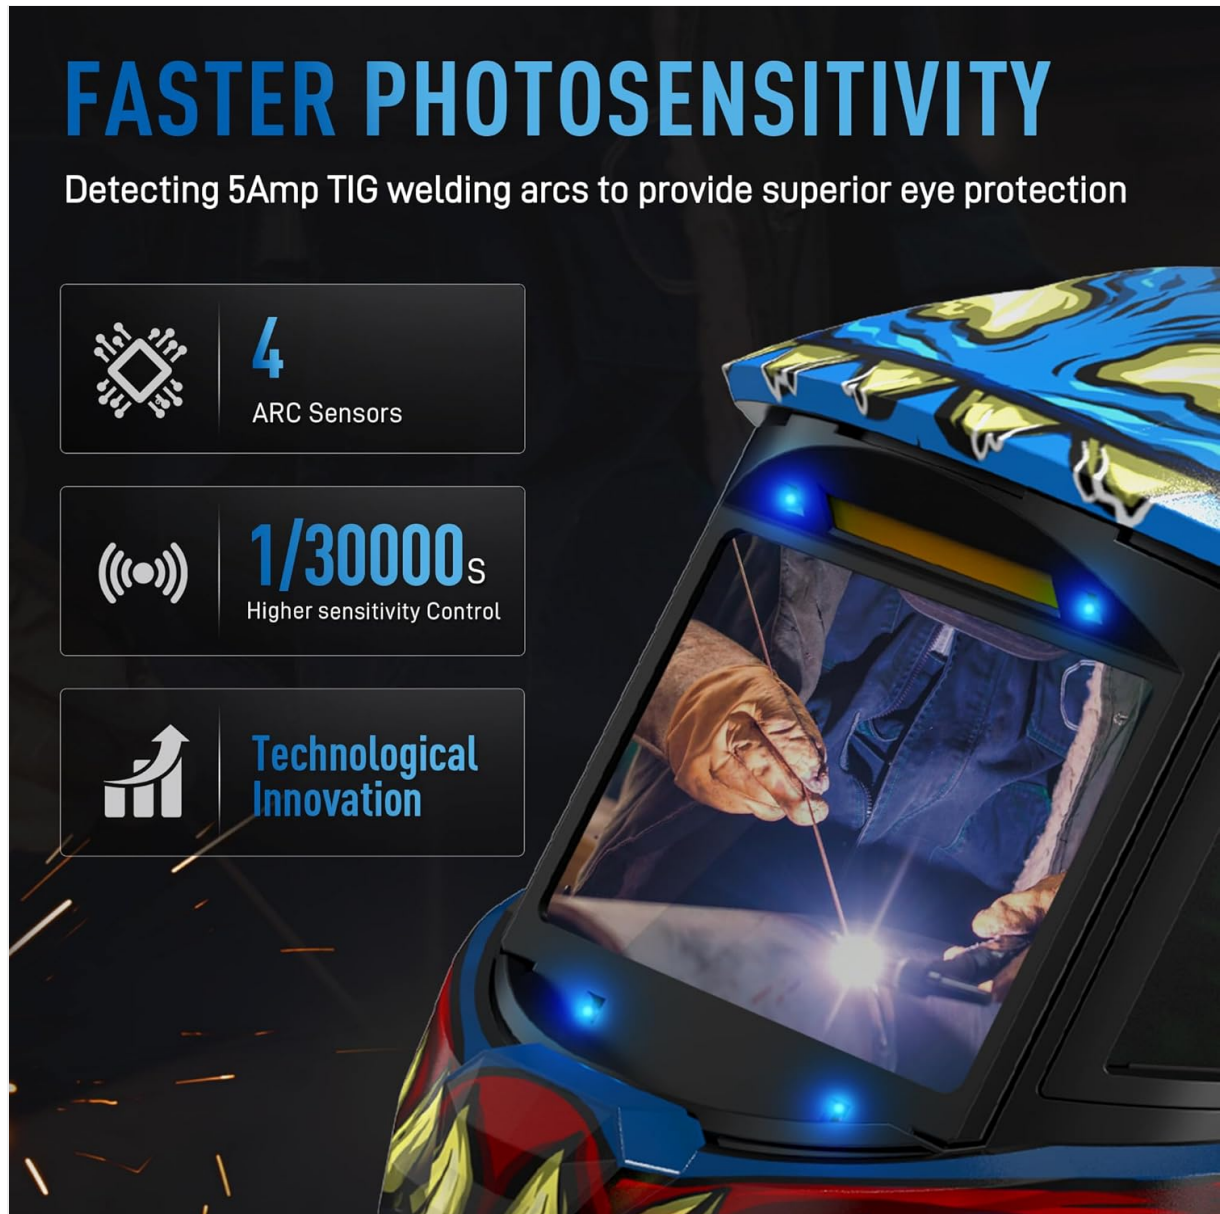 FASTER PHOTOSENSITIVITY
Detecting 5Amp TIG welding arcs to provide superior eye protection
4
ARC Sensors
1/30000s
Higher sensitivity Control
Technological
Innovation